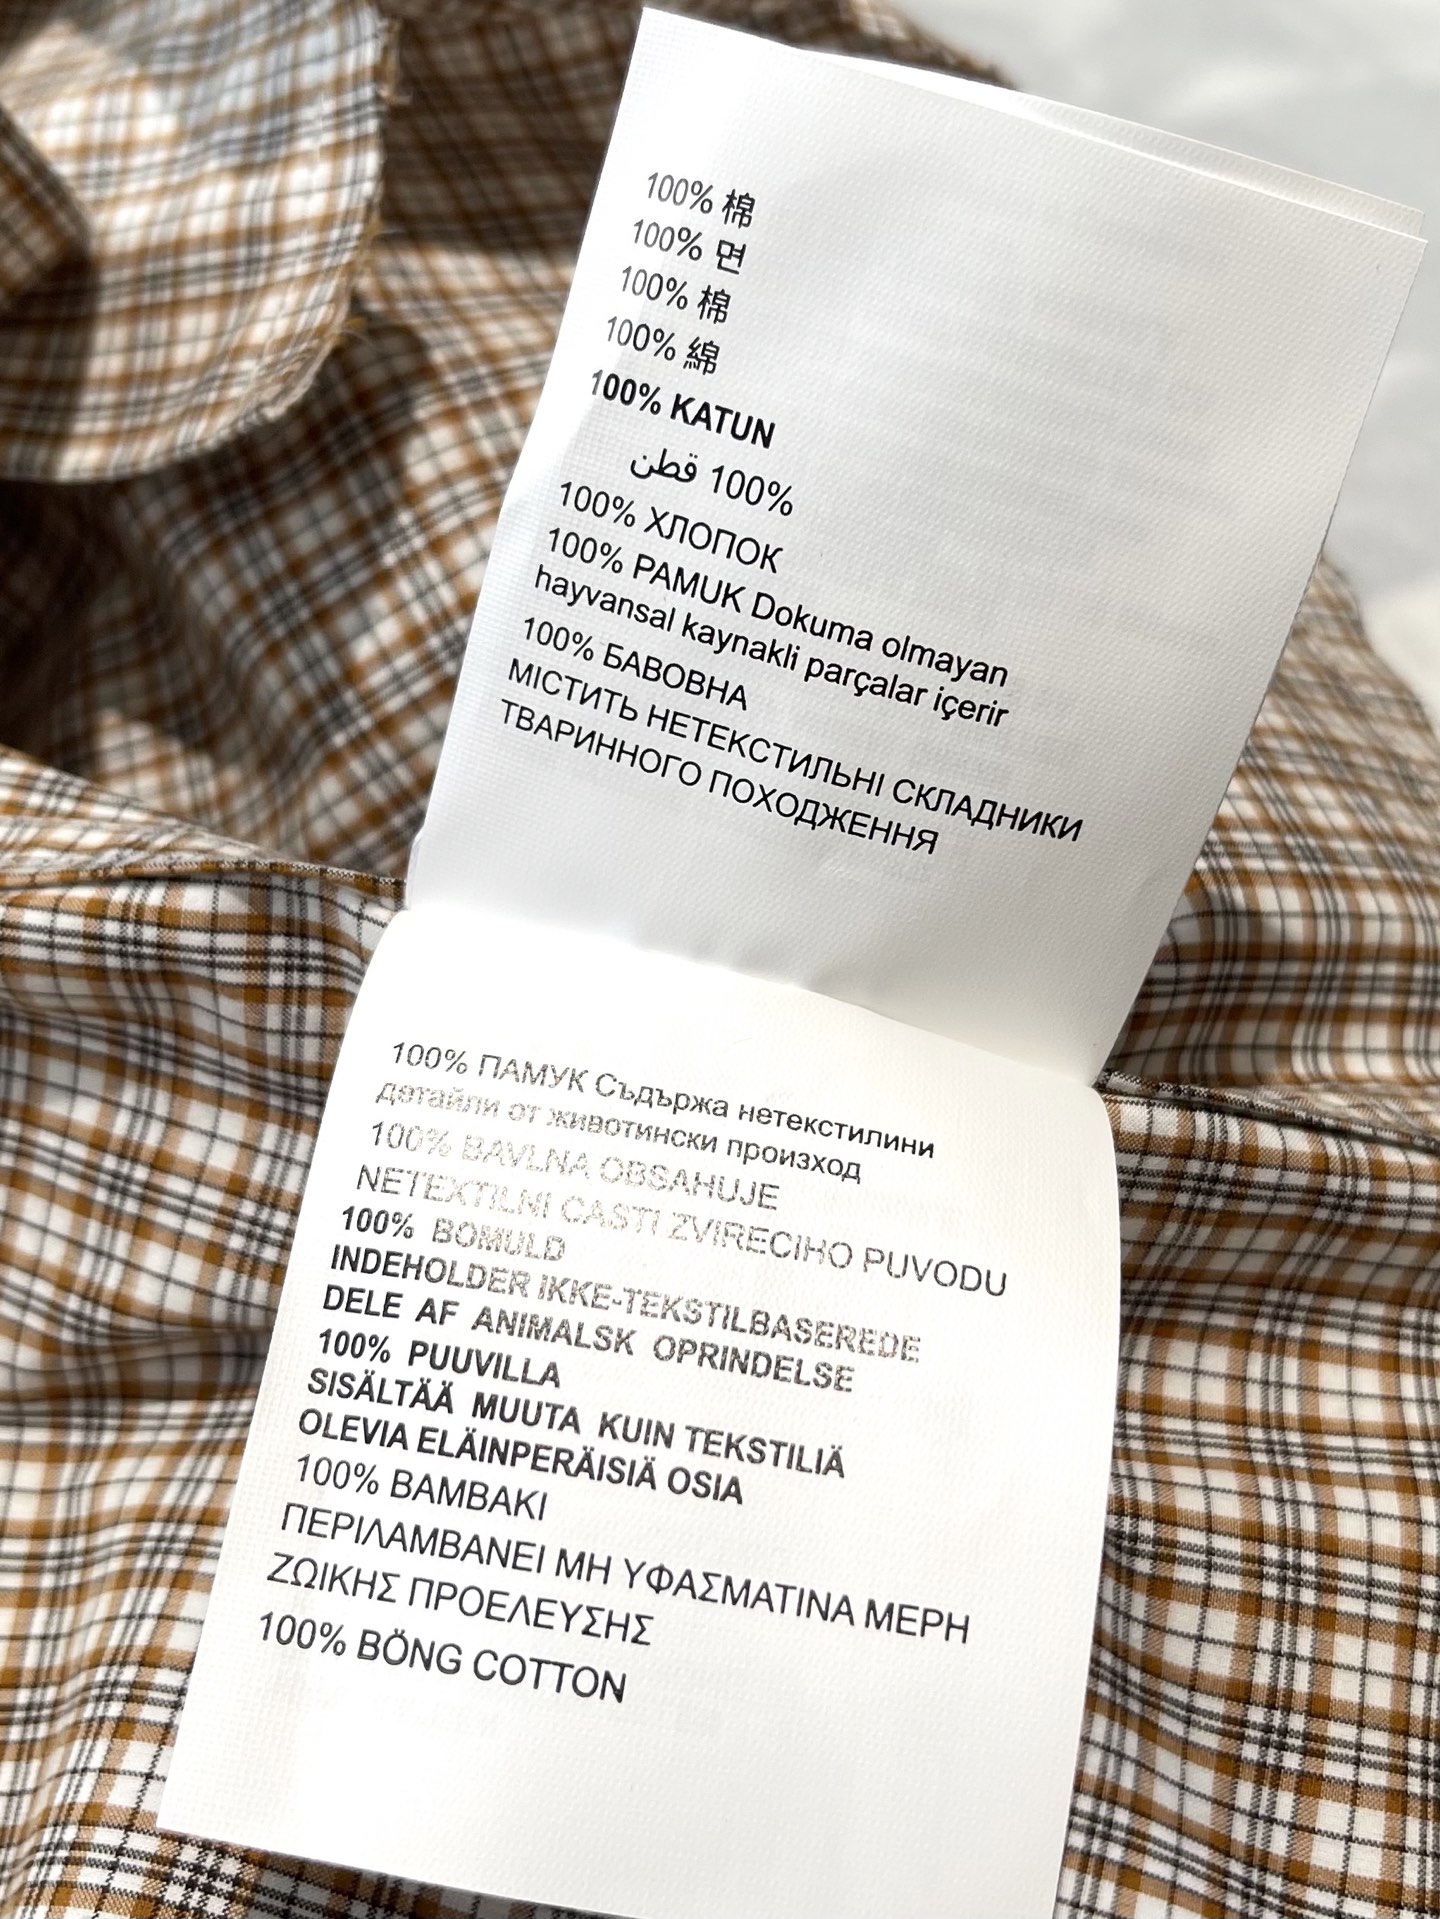 100% 棉
100% 면
100% 棉
100% 綿
100% KATUN
100% قطن
100% ХЛОПОК
100% PAMUK Dokuma olmayan
hayvansal kaynakli parçalar içerir
100% БАВОВНА
МІСТИТЬ НЕТЕКСТИЛЬНІ СКЛАДНИКИ
ТВАРИННОГО ПОХОДЖЕННЯ
100% ПАМУК Съдържа нетекстилини
детайли от животински произход
100% BAVLNA OBSAHUJE
NETEXTILNI CASTI ZVIRECIHO PUVODU
100% BOMULD
INDEHOLDER IKKE-TEKSTILBASEREDE
DELE AF ANIMALSK OPRINDELSE
100% PUUVILLA
SISÄLTÄÄ MUUTA KUIN TEKSTILIÄ
OLEVIA ELÄINPERÄISIÄ OSIA
100% ΒΑΜΒΑΚΙ
ΠΕΡΙΛΑΜΒΑΝΕΙ ΜΗ ΥΦΑΣΜΑΤΙΝΑ ΜΕΡΗ
ΖΩΙΚΗΣ ΠΡΟΕΛΕΥΣΗΣ
100% BÖNG COTTON